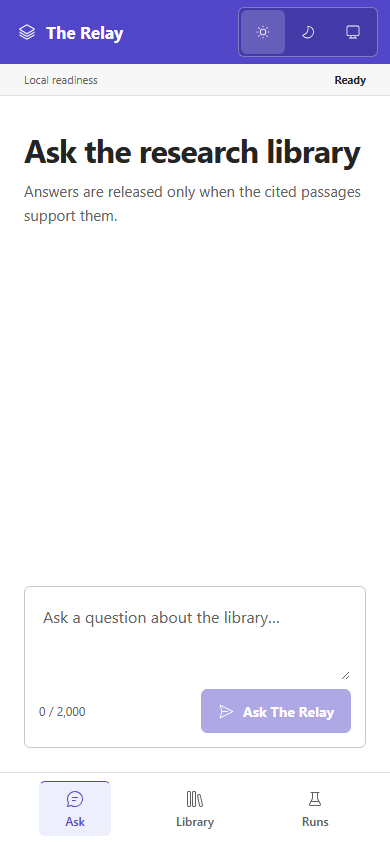 The Relay
Local readiness
Ready
Ask the research library
Answers are released only when the cited passages
support them.
Ask a question about the library...
0 / 2,000
Ask The Relay
Ask
Library
Runs